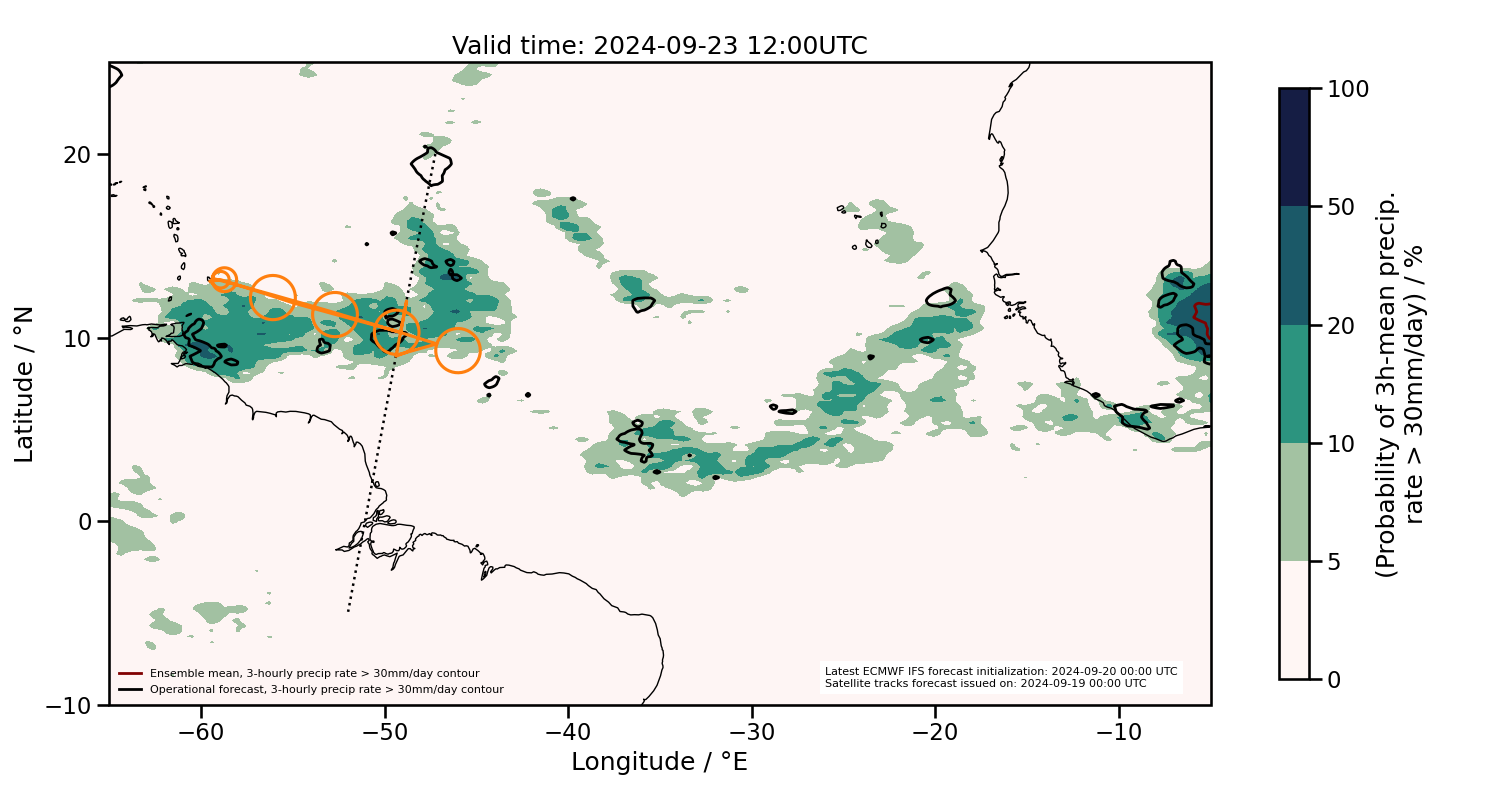 Valid time: 2024-09-23 12:00UTC
20
10
0
−10
Latitude / °N
−60
−50
−40
−30
−20
−10
Longitude / °E
Ensemble mean, 3-hourly precip rate > 30mm/day contour
Operational forecast, 3-hourly precip rate > 30mm/day contour
Latest ECMWF IFS forecast initialization: 2024-09-20 00:00 UTC
Satellite tracks forecast issued on: 2024-09-19 00:00 UTC
100
50
20
10
5
0
(Probability of 3h-mean precip.
rate > 30mm/day) / %